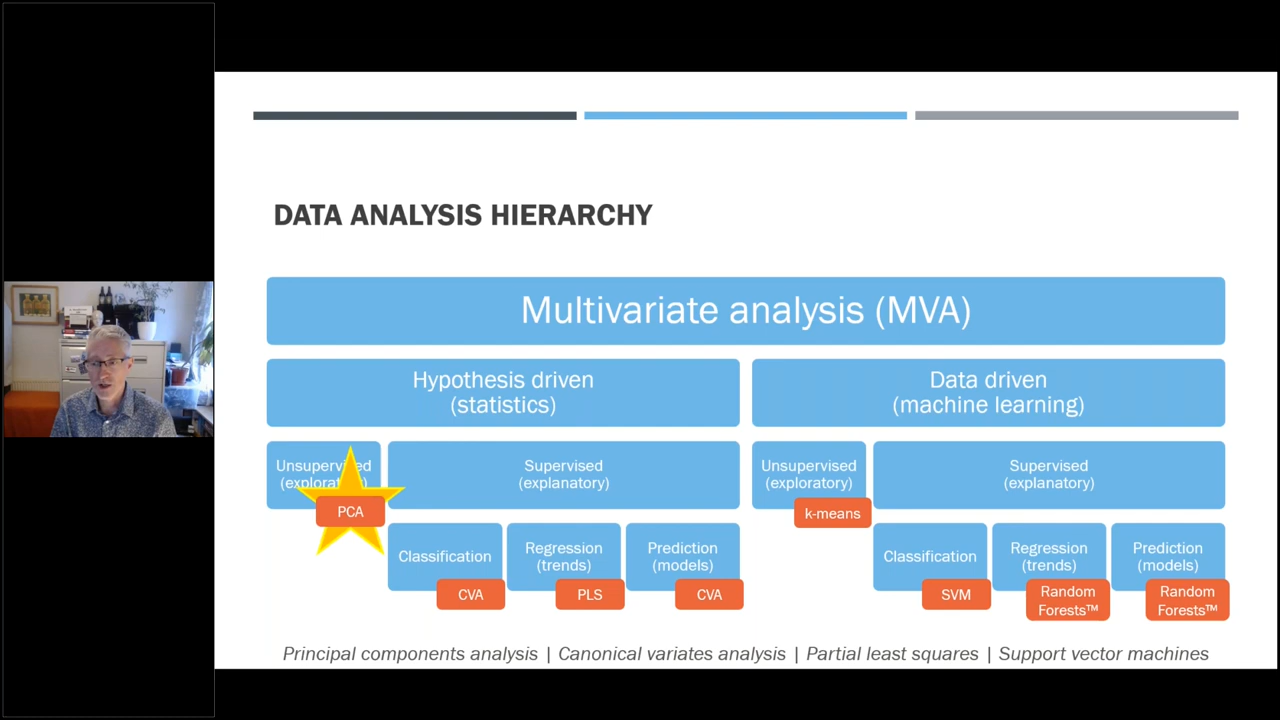 DATA ANALYSIS HIERARCHY
Multivariate analysis (MVA)
Hypothesis driven
(statistics)
Data driven
(machine learning)
Unsupervised
(exploratory)
PCA
Supervised
(explanatory)
Unsupervised
(exploratory)
k-means
Supervised
(explanatory)
Classification
CVA
Regression
(trends)
PLS
Prediction
(models)
CVA
Classification
SVM
Regression
(trends)
Random
Forests™
Prediction
(models)
Random
Forests™
Principal components analysis | Canonical variates analysis | Partial least squares | Support vector machines